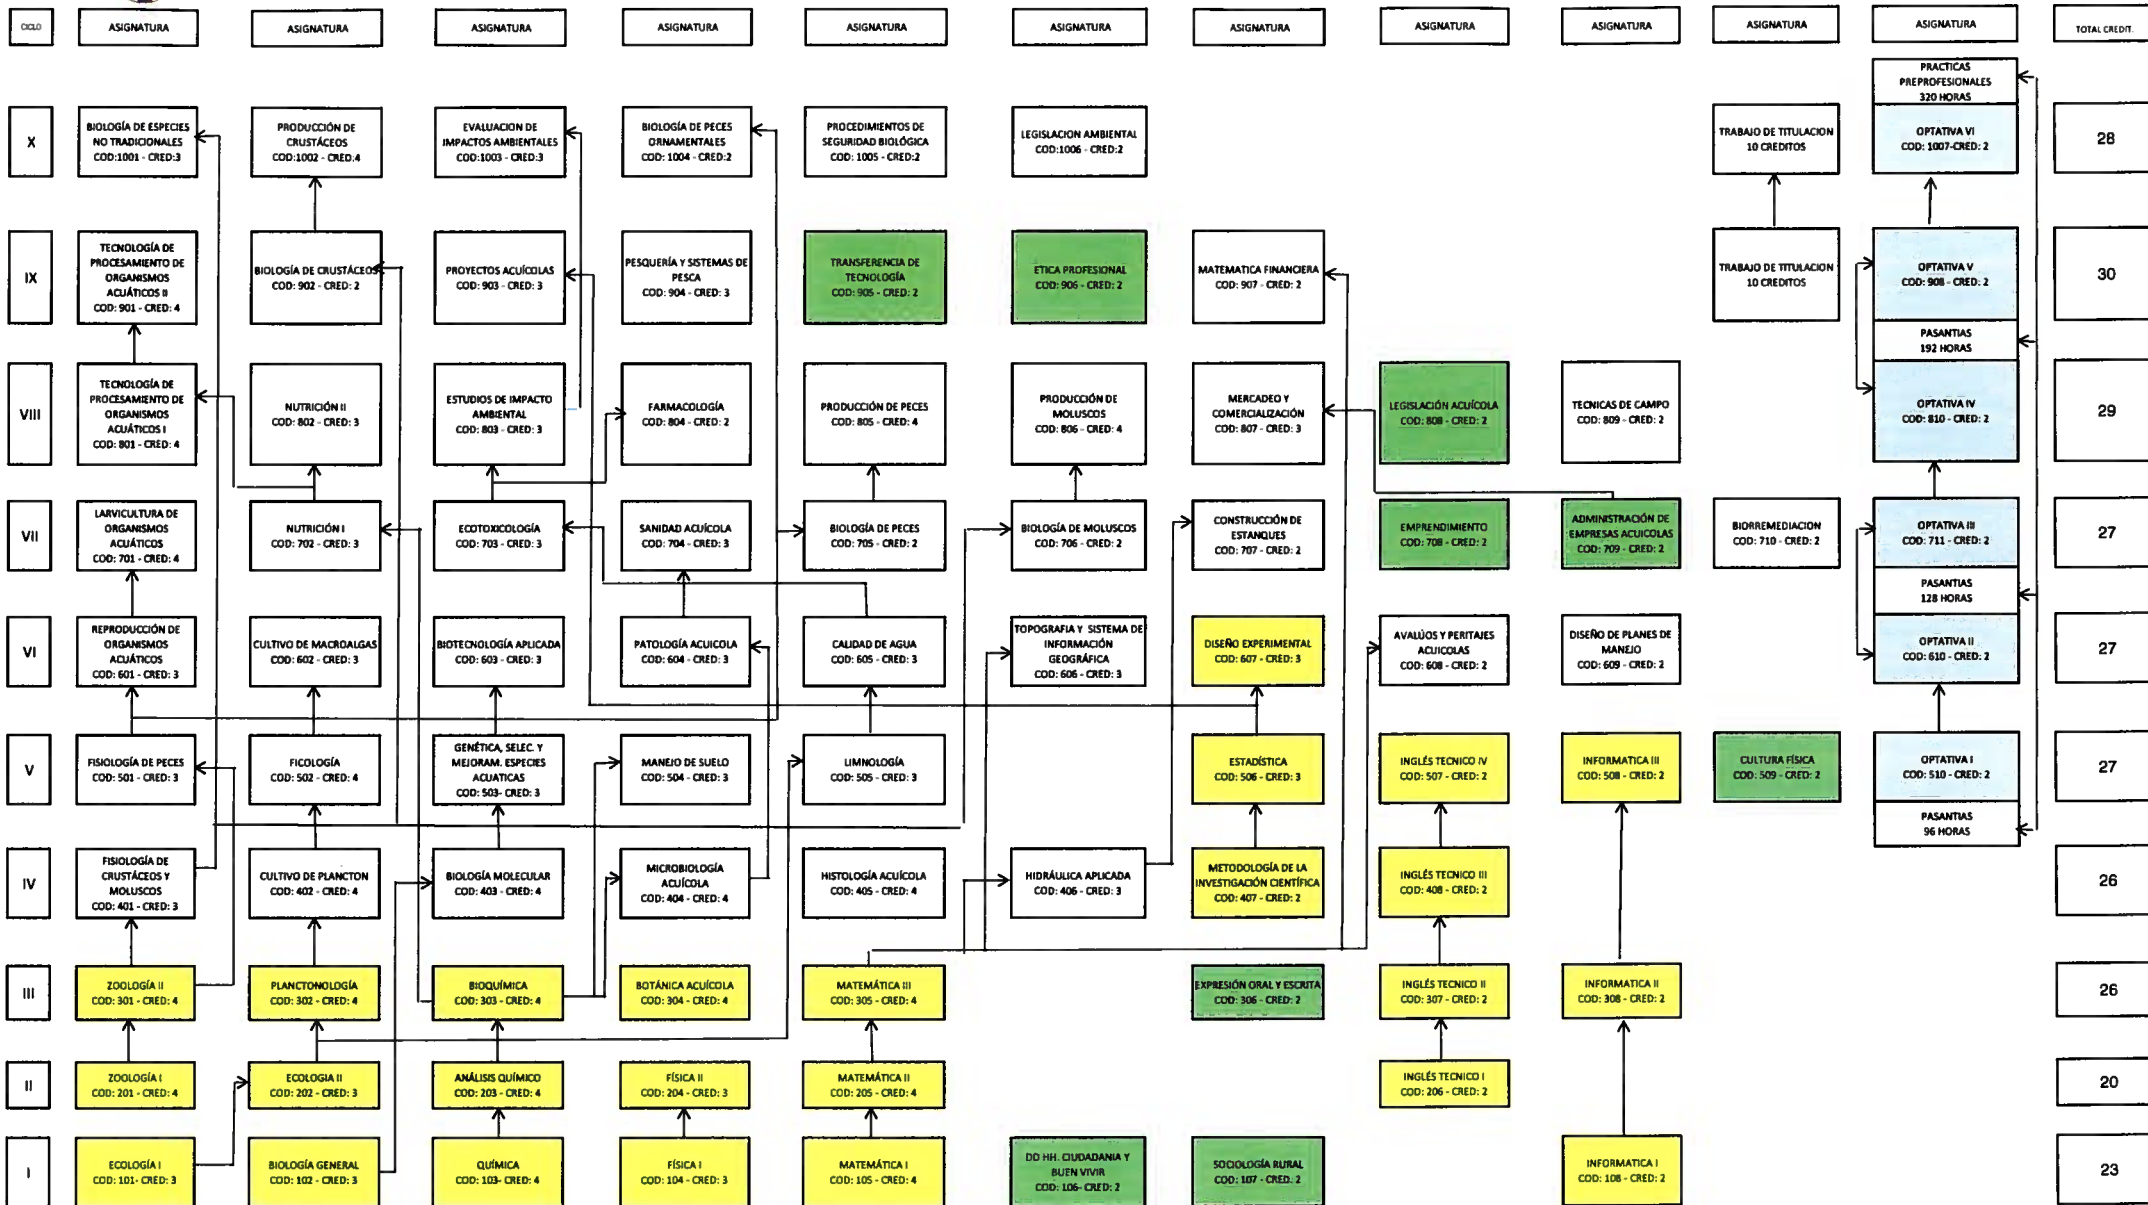 CICLO
ASIGNATURA
ASIGNATURA
ASIGNATURA
ASIGNATURA
ASIGNATURA
ASIGNATURA
ASIGNATURA
ASIGNATURA
ASIGNATURA
ASIGNATURA
ASIGNATURA
TOTAL CREDIT.
X
BIOLOGÍA DE ESPECIES
NO TRADICIONALES
COD:1001 - CRED:3
PRODUCCIÓN DE
CRUSTÁCEOS
COD:1002 - CRED:4
EVALUACION DE
IMPACTOS AMBIENTALES
COD:1003 - CRED:3
BIOLOGÍA DE PECES
ORNAMENTALES
COD: 1004 - CRED:2
PROCEDIMIENTOS DE
SEGURIDAD BIOLÓGICA
COD: 1005 - CRED:2
LEGISLACION AMBIENTAL
COD:1006 - CRED:2
TRABAJO DE TITULACION
10 CREDITOS
PRACTICAS
PREPROFESIONALES
320 HORAS
OPTATIVA VI
COD: 1007-CRED: 2
28
IX
TECNOLOGÍA DE
PROCESAMIENTO DE
ORGANISMOS
ACUÁTICOS II
COD: 901 - CRED: 4
BIOLOGÍA DE CRUSTÁCEOS
COD: 902 - CRED: 2
PROYECTOS ACUÍCOLAS
COD: 903 - CRED: 3
PESQUERÍA Y SISTEMAS DE
PESCA
COD: 904 - CRED: 3
TRANSFERENCIA DE
TECNOLOGÍA
COD: 905 - CRED: 2
ETICA PROFESIONAL
COD: 906 - CRED: 2
MATEMATICA FINANCIERA
COD: 907 - CRED: 2
TRABAJO DE TITULACION
10 CREDITOS
OPTATIVA V
COD: 908 - CRED: 2
PASANTIAS
192 HORAS
30
VIII
TECNOLOGÍA DE
PROCESAMIENTO DE
ORGANISMOS
ACUÁTICOS I
COD: 801 - CRED: 4
NUTRICIÓN II
COD: 802 - CRED: 3
ESTUDIOS DE IMPACTO
AMBIENTAL
COD: 803 - CRED: 3
FARMACOLOGÍA
COD: 804 - CRED: 2
PRODUCCIÓN DE PECES
COD: 805 - CRED: 4
PRODUCCIÓN DE
MOLUSCOS
COD: 806 - CRED: 4
MERCADEO Y
COMERCIALIZACIÓN
COD: 807 - CRED: 3
LEGISLACIÓN ACUÍCOLA
COD: 808 - CRED: 2
TECNICAS DE CAMPO
COD: 809 - CRED: 2
OPTATIVA IV
COD: 810 - CRED: 2
29
VII
LARVICULTURA DE
ORGANISMOS
ACUÁTICOS
COD: 701 - CRED: 4
NUTRICIÓN I
COD: 702 - CRED: 3
ECOTOXICOLOGÍA
COD: 703 - CRED: 3
SANIDAD ACUÍCOLA
COD: 704 - CRED: 3
BIOLOGÍA DE PECES
COD: 705 - CRED: 2
BIOLOGÍA DE MOLUSCOS
COD: 706 - CRED: 2
CONSTRUCCIÓN DE
ESTANQUES
COD: 707 - CRED: 2
EMPRENDIMIENTO
COD: 708 - CRED: 2
ADMINISTRACIÓN DE
EMPRESAS ACUICOLAS
COD: 709 - CRED: 2
BIORREMEDIACION
COD: 710 - CRED: 2
OPTATIVA III
COD: 711 - CRED: 2
PASANTIAS
128 HORAS
27
VI
REPRODUCCIÓN DE
ORGANISMOS
ACUÁTICOS
COD: 601 - CRED: 3
CULTIVO DE MACROALGAS
COD: 602 - CRED: 3
BIOTECNOLOGÍA APLICADA
COD: 603 - CRED: 3
PATOLOGÍA ACUICOLA
COD: 604 - CRED: 3
CALIDAD DE AGUA
COD: 605 - CRED: 3
TOPOGRAFIA Y SISTEMA DE
INFORMACIÓN
GEOGRÁFICA
COD: 606 - CRED: 3
DISEÑO EXPERIMENTAL
COD: 607 - CRED: 3
AVALÚOS Y PERITAJES
ACUICOLAS
COD: 608 - CRED: 2
DISEÑO DE PLANES DE
MANEJO
COD: 609 - CRED: 2
OPTATIVA II
COD: 610 - CRED: 2
27
V
FISIOLOGÍA DE PECES
COD: 501 - CRED: 3
FICOLOGÍA
COD: 502 - CRED: 4
GENÉTICA, SELEC. Y
MEJORAM. ESPECIES
ACUATICAS
COD: 503- CRED: 3
MANEJO DE SUELO
COD: 504 - CRED: 3
LIMNOLOGÍA
COD: 505 - CRED: 3
ESTADÍSTICA
COD: 506 - CRED: 3
INGLÉS TECNICO IV
COD: 507 - CRED: 2
INFORMATICA III
COD: 508 - CRED: 2
CULTURA FÍSICA
COD: 509 - CRED: 2
OPTATIVA I
COD: 510 - CRED: 2
PASANTIAS
96 HORAS
27
IV
FISIOLOGÍA DE
CRUSTÁCEOS Y
MOLUSCOS
COD: 401 - CRED: 3
CULTIVO DE PLANCTON
COD: 402 - CRED: 4
BIOLOGÍA MOLECULAR
COD: 403 - CRED: 4
MICROBIOLOGÍA
ACUÍCOLA
COD: 404 - CRED: 4
HISTOLOGÍA ACUÍCOLA
COD: 405 - CRED: 4
HIDRÁULICA APLICADA
COD: 406 - CRED: 3
METODOLOGÍA DE LA
INVESTIGACIÓN CIENTÍFICA
COD: 407 - CRED: 2
INGLÉS TECNICO III
COD: 408 - CRED: 2
26
III
ZOOLOGÍA II
COD: 301 - CRED: 4
PLANCTONOLOGÍA
COD: 302 - CRED: 4
BIOQUÍMICA
COD: 303 - CRED: 4
BOTÁNICA ACUÍCOLA
COD: 304 - CRED: 4
MATEMÁTICA III
COD: 305 - CRED: 4
EXPRESIÓN ORAL Y ESCRITA
COD: 306 - CRED: 2
INGLÉS TECNICO II
COD: 307 - CRED: 2
INFORMATICA II
COD: 308 - CRED: 2
26
II
ZOOLOGÍA I
COD: 201 - CRED: 4
ECOLOGIA II
COD: 202 - CRED: 3
ANÁLISIS QUÍMICO
COD: 203 - CRED: 4
FÍSICA II
COD: 204 - CRED: 3
MATEMÁTICA II
COD: 205 - CRED: 4
INGLÉS TECNICO I
COD: 206 - CRED: 2
20
I
ECOLOGÍA I
COD: 101- CRED: 3
BIOLOGÍA GENERAL
COD: 102 - CRED: 3
QUÍMICA
COD: 103- CRED: 4
FÍSICA I
COD: 104 - CRED: 3
MATEMÁTICA I
COD: 105 - CRED: 4
DD HH. CIUDADANIA Y
BUEN VIVIR
COD: 106- CRED: 2
SOCIOLOGÍA RURAL
COD: 107 - CRED. 2
INFORMATICA I
COD: 108 - CRED: 2
23